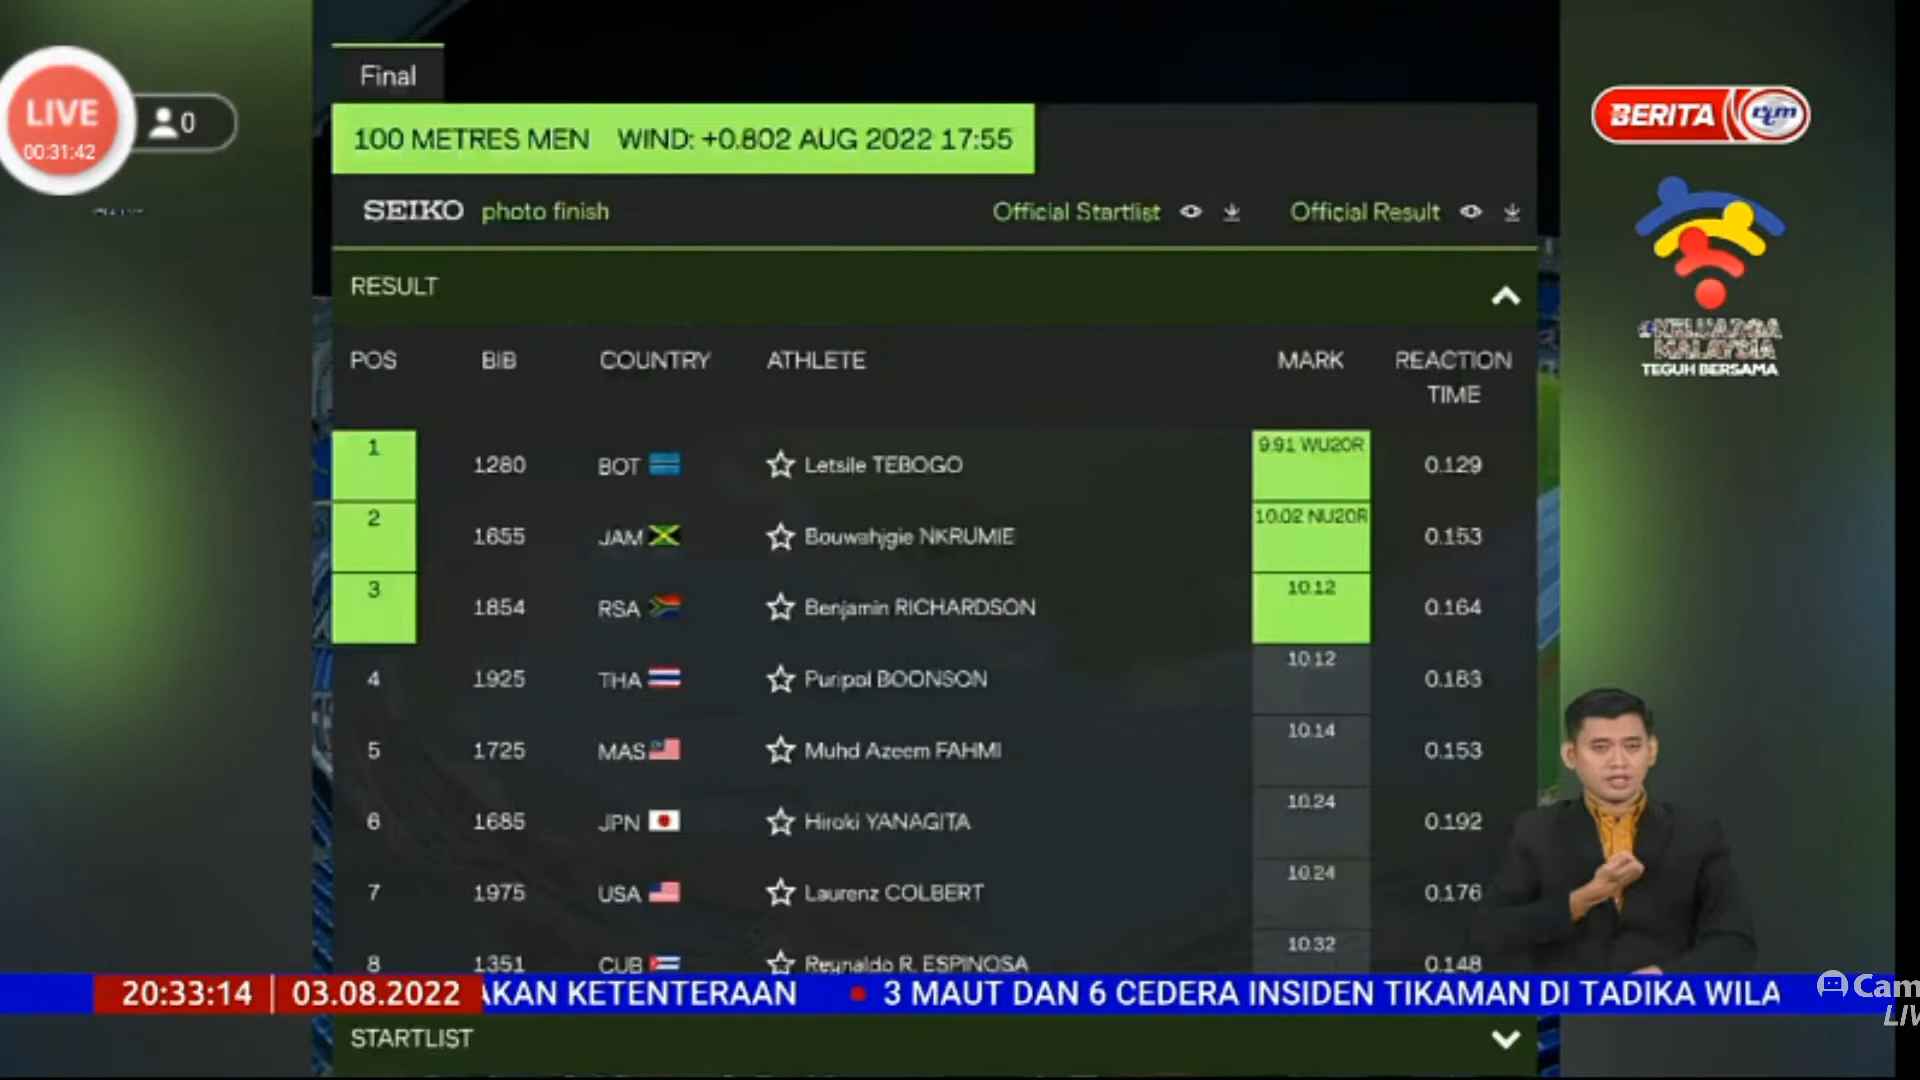 Final
LIVE
00:31:42
0
100 METRES MEN WIND: +0.802 AUG 2022 17:55
BERITA rtm
SEIKO photo finish Official Startlist Official Result
RESULT
KELUARGA
MALAYSIA
TEGUH BERSAMA
POS BIB COUNTRY ATHLETE MARK REACTION TIME
1 1280 BOT Letsile TEBOGO 9.91 WU20R 0.129
2 1655 JAM Bouwahjgie NKRUMIE 10.02 NU20R 0.153
3 1854 RSA Benjamin RICHARDSON 10.12 0.164
4 1925 THA Puripol BOONSON 10.12 0.183
5 1725 MAS Muhd Azeem FAHMI 10.14 0.153
6 1685 JPN Hiroki YANAGITA 10.24 0.192
7 1975 USA Laurenz COLBERT 10.24 0.176
8 1351 CUB Reynaldo R. ESPINOSA 10.32 0.148
20:33:14 03.08.2022 AKAN KETENTERAAN • 3 MAUT DAN 6 CEDERA INSIDEN TIKAMAN DI TADIKA WILA
Cam
LIV
STARTLIST